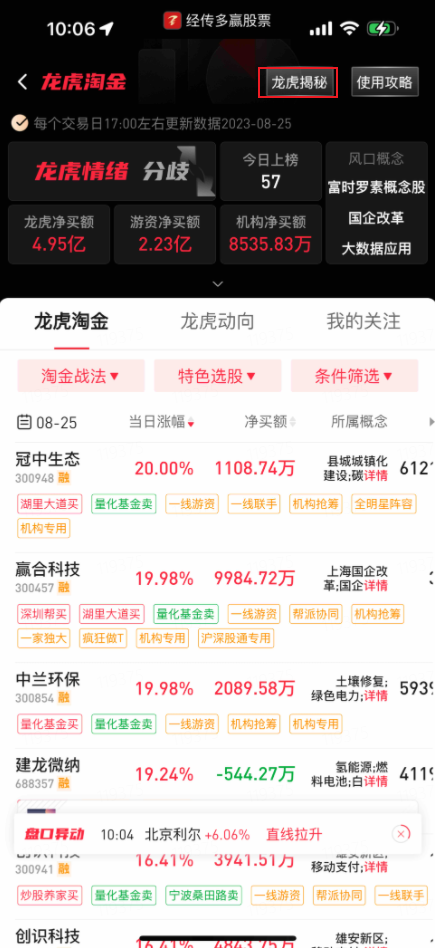 10:06
经传多赢股票
龙虎淘金
龙虎揭秘
使用攻略
每个交易日17:00左右更新数据2023-08-25
龙虎情绪 分歧
今日上榜
57
风口概念
富时罗素概念股
国企改革
大数据应用
龙虎净买额
4.95亿
游资净买额
2.23亿
机构净买额
8535.83万
龙虎淘金 龙虎动向 我的关注
淘金战法▼ 特色选股▼ 条件筛选▼
08-25 当日涨幅 净买额 所属概念
冠中生态
300948 融
20.00% 1108.74万
县城城镇化
建设;碳详情
612
湖里大道买 量化基金卖 一线游资 一线联手 机构抢筹 全明星阵容
机构专用
赢合科技
300457 融
19.98% 9984.72万
上海国企改
革;国企详情
深圳帮买 湖里大道买 量化基金卖 一线游资 帮派协同 机构抢筹
一家独大 疯狂做T 机构专用 沪深股通专用
中兰环保
300854 融
19.98% 2089.58万
土壤修复;
绿色电力;详情
5939
量化基金买 量化基金卖 一线游资 机构抢筹 机构专用
建龙微纳
688357 融
19.24% -544.27万
氢能源;燃
料电池;白详情
4119
盘口异动 10:04 北京利尔 +6.06% 直线拉升
300941 融
16.41% 3941.51万
移动支付;详情
炒股养家买 量化基金卖 宁波桑田路卖 一线游资 帮派协同 一线联手
创识科技
16.41% 4843.75万
雄安新区;